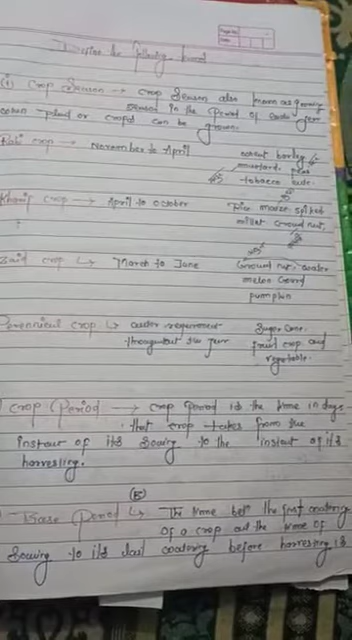 Define the following period
(i) Crop Season → Crop Season also known as growing
season is the period of each year
when plant or crops can be grown.
Rabi crop → November to April
wheat barley
mustard, peas
tobacco
Kharif crop → April to October
Rice maize spiked
millet Ground nut,
Zaid crop ↳ March to June
Ground nut, water
melon Gourd
pumpkin
Perennial crop ↳ water requirement
throughout the year
Sugar Cane.
fruit crop and
vegetable.
Crop (Period → crop period is the time in days
that crop takes from the
instant of its sowing to the instant of its
harvesting.
(B)
Base (Period ↳ The time betn the first watering
of a crop at the time of
Sowing to its last watering before harvesting is